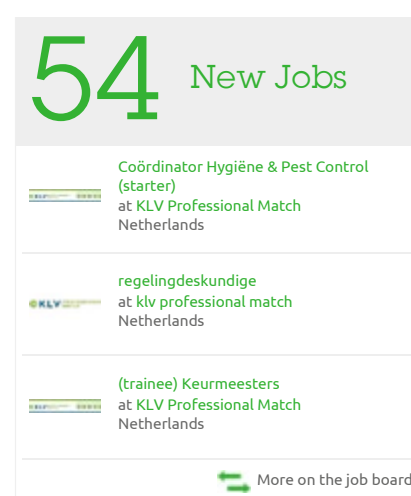 54 New Jobs
Coördinator Hygiëne & Pest Control
(starter)
at KLV Professional Match
Netherlands
KLV
regelingdeskundige
at klv professional match
Netherlands
(trainee) Keurmeesters
at KLV Professional Match
Netherlands
More on the job board